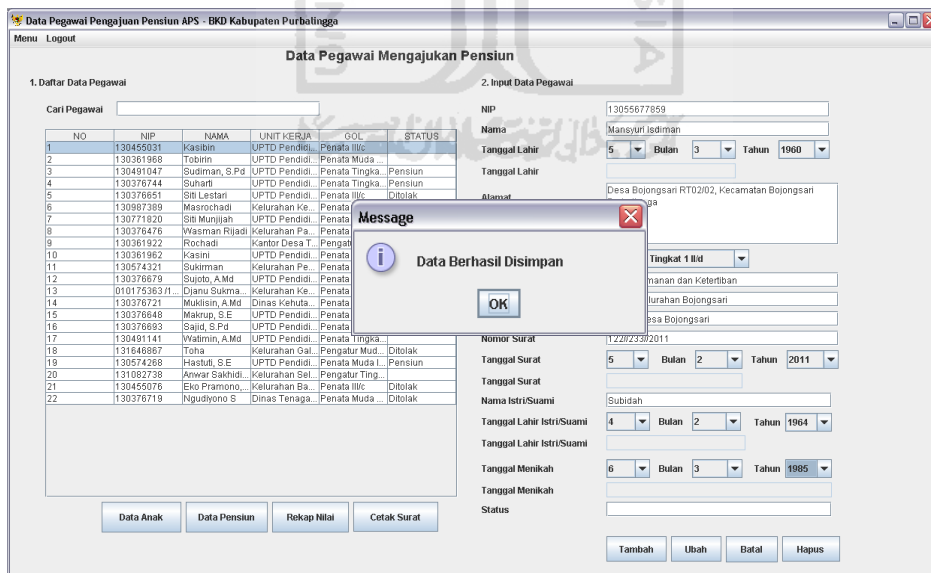 Data Pegawai Pengajuan Pensiun APS - BKD Kabupaten Purbalingga
Menu Logout
Data Pegawai Mengajukan Pensiun
1. Daftar Data Pegawai
Cari Pegawai
NO NIP NAMA UNIT KERJA GOL STATUS
1 130455031 Kasibin UPTD Pendidi... Penata III/c
2 130361968 Tobirin UPTD Pendidi... Penata Muda ...
3 130491047 Sudiman, S.Pd UPTD Pendidi... Penata Tingka... Pensiun
4 130376744 Suharti UPTD Pendidi... Penata Tingka... Pensiun
5 130376651 Siti Lestari UPTD Pendidi... Penata III/c Ditolak
6 130987389 Masrochadi Kelurahan Ke... Penata
7 130771820 Siti Munjijah UPTD Pendidi... Penata
8 130376476 Wasman Rijadi Kelurahan Pa... Penata
9 130361922 Rochadi Kantor Desa T... Pengat
10 130361962 Kasini UPTD Pendidi... Penata
11 130574321 Sukirman Kelurahan Pe... Penata
12 130376679 Sujoto, A.Md UPTD Pendidi... Penata
13 010175363 /1... Djanu Sukma... Kelurahan Ke... Penata
14 130376721 Muklisin, A.Md Dinas Kehuta... Penata
15 130376648 Makrup, S.E UPTD Pendidi... Penata
16 130376693 Sajid, S.Pd UPTD Pendidi... Penata
17 130491141 Watimin, A.Md UPTD Pendidi... Penata Tingka...
18 131646867 Toha Kelurahan Gal... Pengatur Mud... Ditolak
19 130574268 Hastuti, S.E UPTD Pendidi... Penata Muda I... Pensiun
20 131082738 Anwar Sakhidi... Kelurahan Sel... Pengatur Ting...
21 130455076 Eko Pramono,... Kelurahan Ba... Penata III/c Ditolak
22 130376719 Ngudiyono S Dinas Tenaga... Penata Muda ... Ditolak
Data Anak Data Pensiun Rekap Nilai Cetak Surat
2. Input Data Pegawai
NIP 13055677859
Nama Mansyuri isdiman
Tanggal Lahir 5 Bulan 3 Tahun 1960
Tanggal Lahir
Alamat Desa Bojongsari RT02/02, Kecamatan Bojongsari
Tingkat 1 II/d
manan dan Ketertiban
lurahan Bojongsari
esa Bojongsari
Nomor Surat 122//233//2011
Tanggal Surat 5 Bulan 2 Tahun 2011
Tanggal Surat
Nama Istri/Suami Subidah
Tanggal Lahir Istri/Suami 4 Bulan 2 Tahun 1964
Tanggal Lahir Istri/Suami
Tanggal Menikah 6 Bulan 3 Tahun 1985
Tanggal Menikah
Status
Tambah Ubah Batal Hapus
Message
Data Berhasil Disimpan
OK